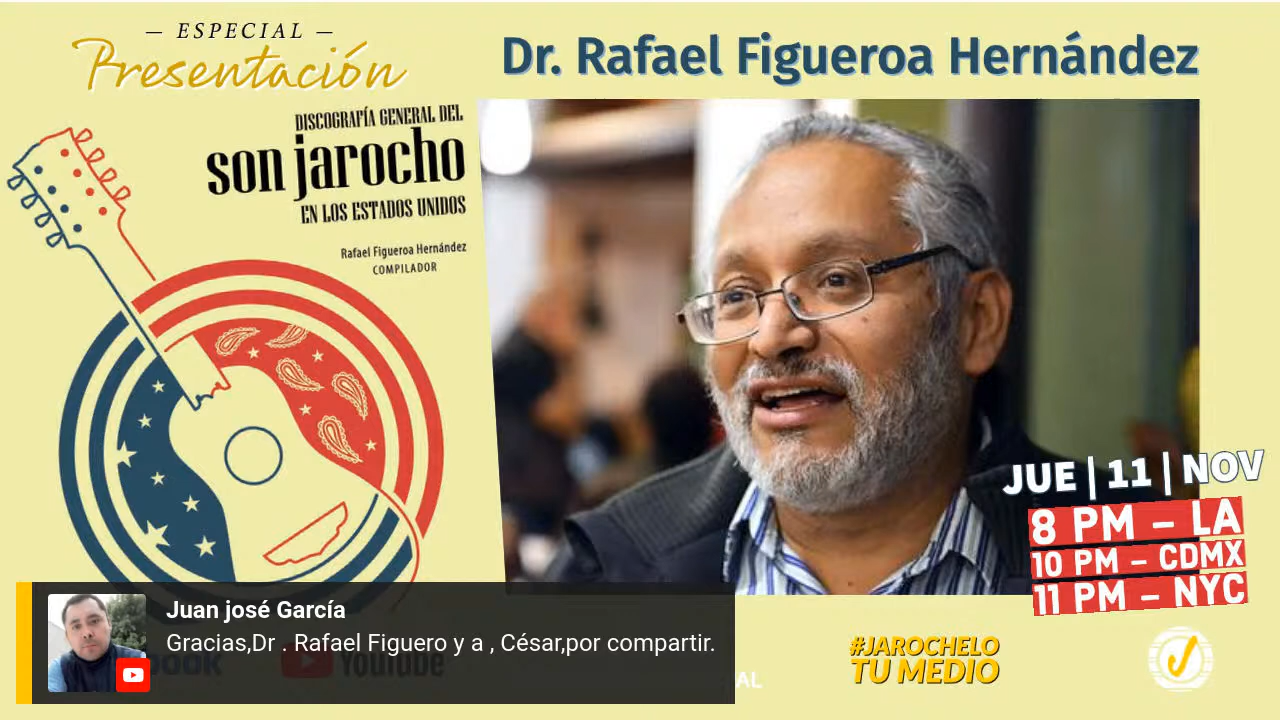 — ESPECIAL —
Presentación
Dr. Rafael Figueroa Hernández
DISCOGRAFÍA GENERAL DEL
son jarocho
EN LOS ESTADOS UNIDOS
Rafael Figueroa Hernández
COMPILADOR
JUE | 11 | NOV
8 PM – LA
10 PM – CDMX
11 PM – NYC
Juan josé García
Gracias,Dr . Rafael Figuero y a , César,por compartir.
YouTube
#JAROCHELO
TU MEDIO